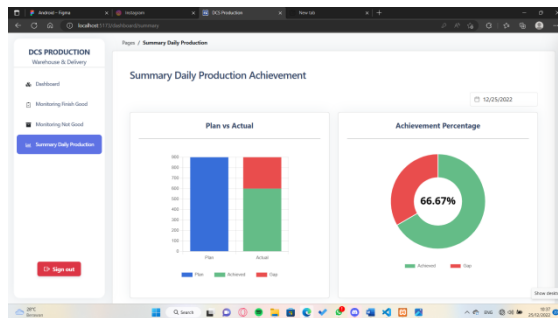 Android – Figma
Instagram
DCS Production
New tab
localhost:5173/dashboard/summary
DCS PRODUCTION
Warehouse & Delivery
Dashboard
Monitoring Finish Good
Monitoring Not Good
Summary Daily Production
Sign out
Pages / Summary Daily Production
Summary Daily Production Achievement
12/25/2022
Plan vs Actual
900
800
700
600
500
400
300
200
100
0
Plan
Actual
Plan
Achieved
Gap
Achievement Percentage
66.67%
Achieved
Gap
Show desktop
Search